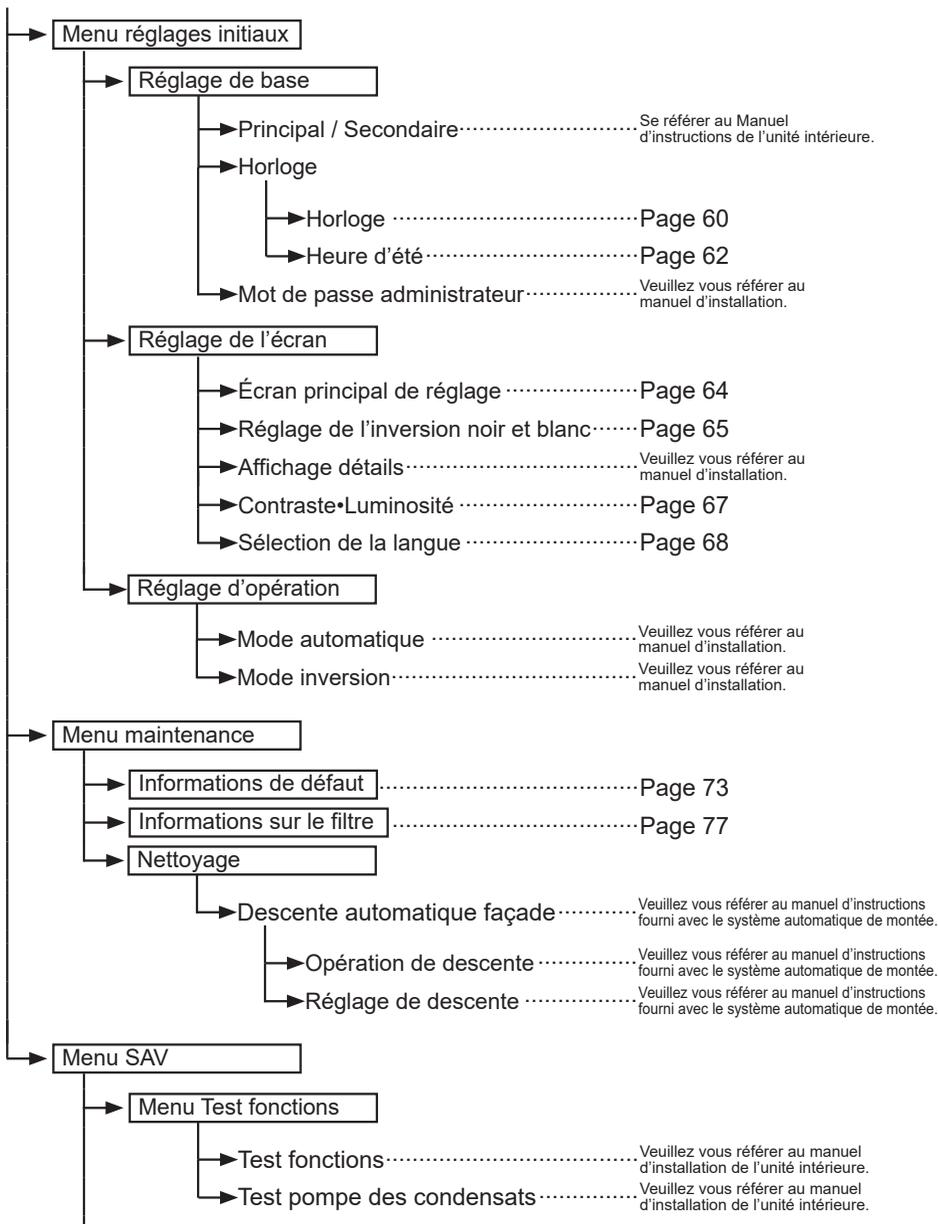 Menu réglages initiaux
Réglage de base
Principal / Secondaire Se référer au Manuel
d'instructions de l'unité intérieure.
Horloge
Horloge Page 60
Heure d'été Page 62
Mot de passe administrateur Veuillez vous référer au
manuel d'installation.
Réglage de l'écran
Écran principal de réglage Page 64
Réglage de l'inversion noir et blanc Page 65
Affichage détails Veuillez vous référer au
manuel d'installation.
Contraste•Luminosité Page 67
Sélection de la langue Page 68
Réglage d'opération
Mode automatique Veuillez vous référer au
manuel d'installation.
Mode inversion Veuillez vous référer au
manuel d'installation.
Menu maintenance
Informations de défaut Page 73
Informations sur le filtre Page 77
Nettoyage
Descente automatique façade Veuillez vous référer au manuel d'instructions
fourni avec le système automatique de montée.
Opération de descente Veuillez vous référer au manuel d'instructions
fourni avec le système automatique de montée.
Réglage de descente Veuillez vous référer au manuel d'instructions
fourni avec le système automatique de montée.
Menu SAV
Menu Test fonctions
Test fonctions Veuillez vous référer au manuel
d'installation de l'unité intérieure.
Test pompe des condensats Veuillez vous référer au manuel
d'installation de l'unité intérieure.